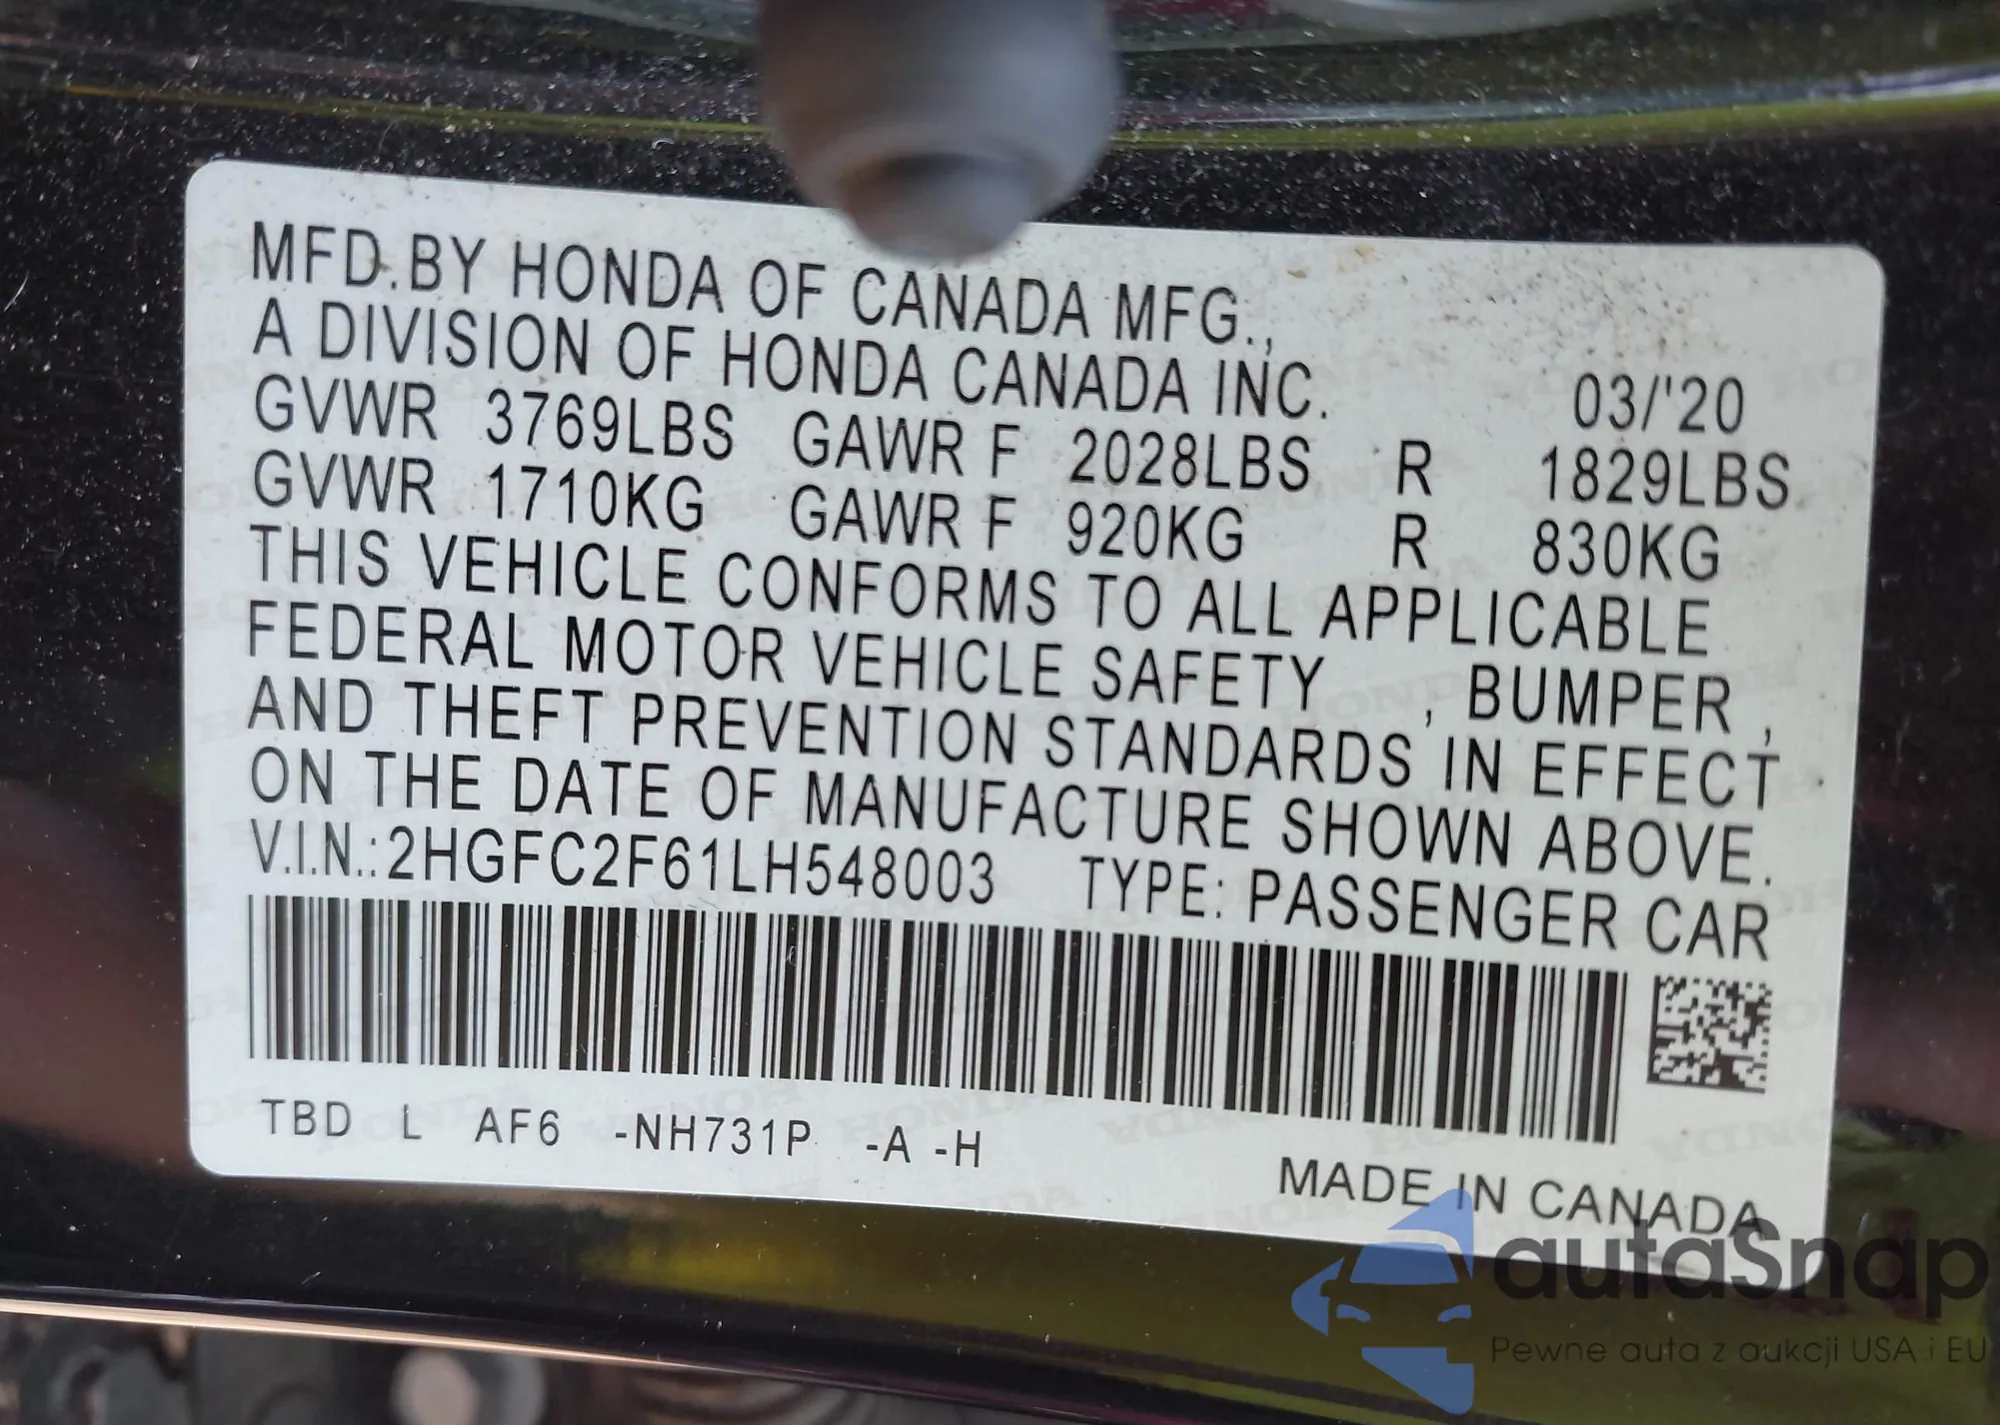 MFD.BY HONDA OF CANADA MFG.,
A DIVISION OF HONDA CANADA INC. 03/'20
GVWR 3769LBS GAWR F 2028LBS R 1829LBS
GVWR 1710KG GAWR F 920KG R 830KG
THIS VEHICLE CONFORMS TO ALL APPLICABLE
FEDERAL MOTOR VEHICLE SAFETY , BUMPER ,
AND THEFT PREVENTION STANDARDS IN EFFECT
ON THE DATE OF MANUFACTURE SHOWN ABOVE.
V.I.N.:2HGFC2F61LH548003 TYPE: PASSENGER CAR
TBD L AF6 -NH731P -A -H
MADE IN CANADA
autaSnap
Pewne auta z aukcji USA i EU